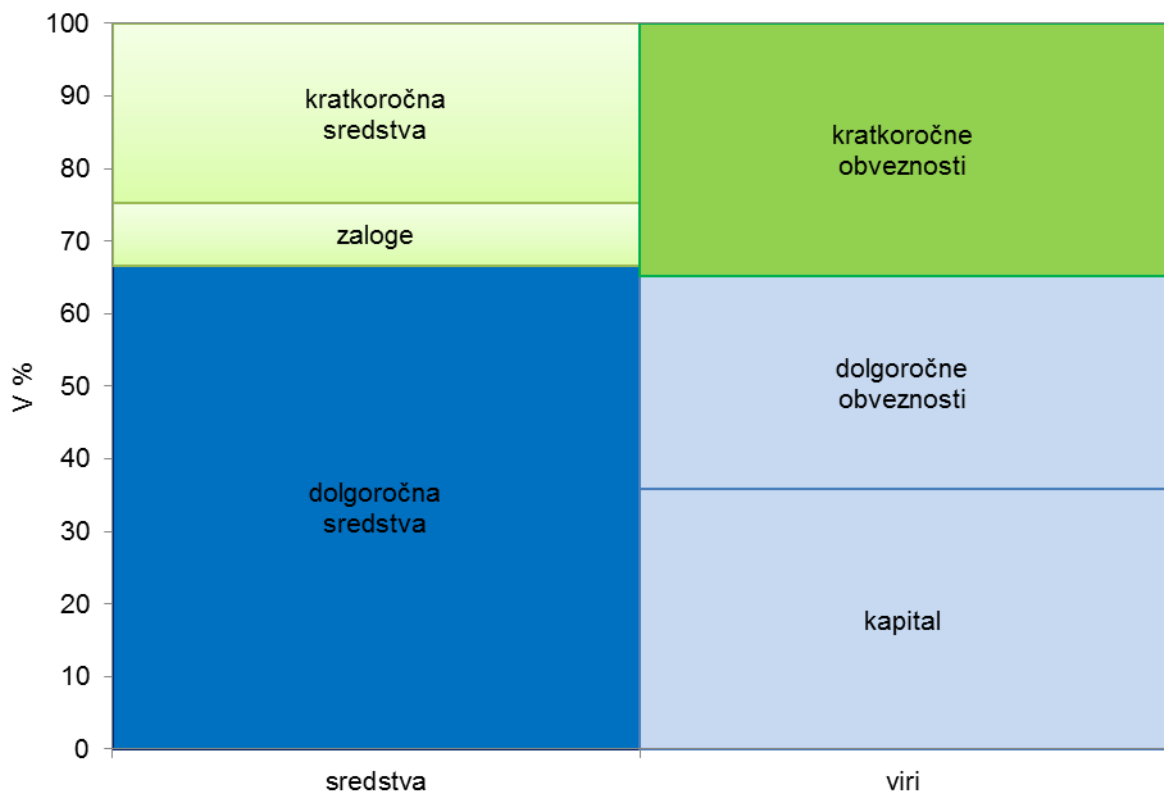 100
90
80
70
60
50
40
30
20
10
0
V %
kratkoročna
sredstva
zaloge
dolgoročna
sredstva
kratkoročne
obveznosti
dolgoročne
obveznosti
kapital
sredstva
viri